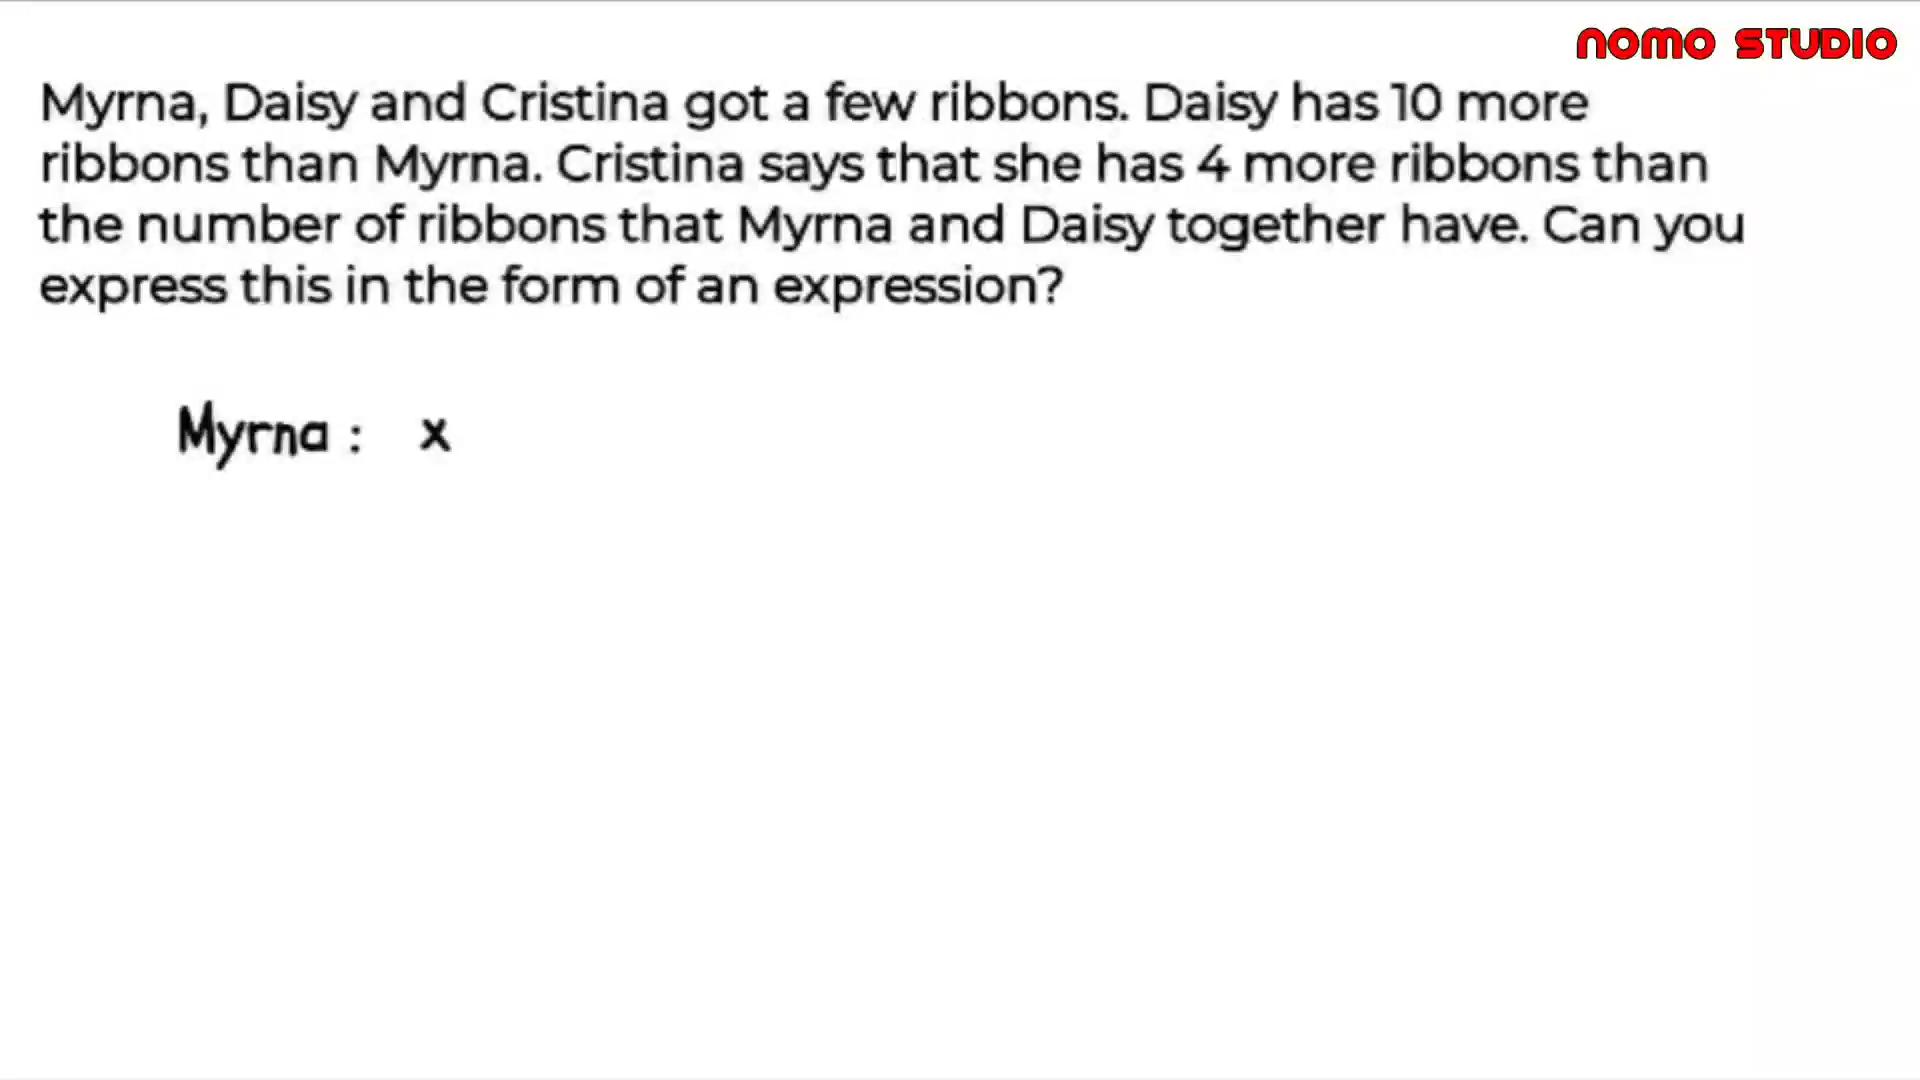 NOMO STUDIO
Myrna, Daisy and Cristina got a few ribbons. Daisy has 10 more
ribbons than Myrna. Cristina says that she has 4 more ribbons than
the number of ribbons that Myrna and Daisy together have. Can you
express this in the form of an expression?
Myrna : x